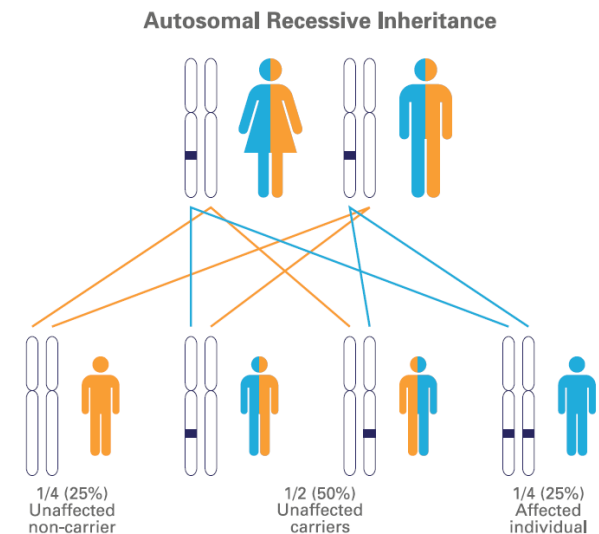 Autosomal Recessive Inheritance
1/4 (25%)
Unaffected
non-carrier
1/2 (50%)
Unaffected
carriers
1/4 (25%)
Affected
individual